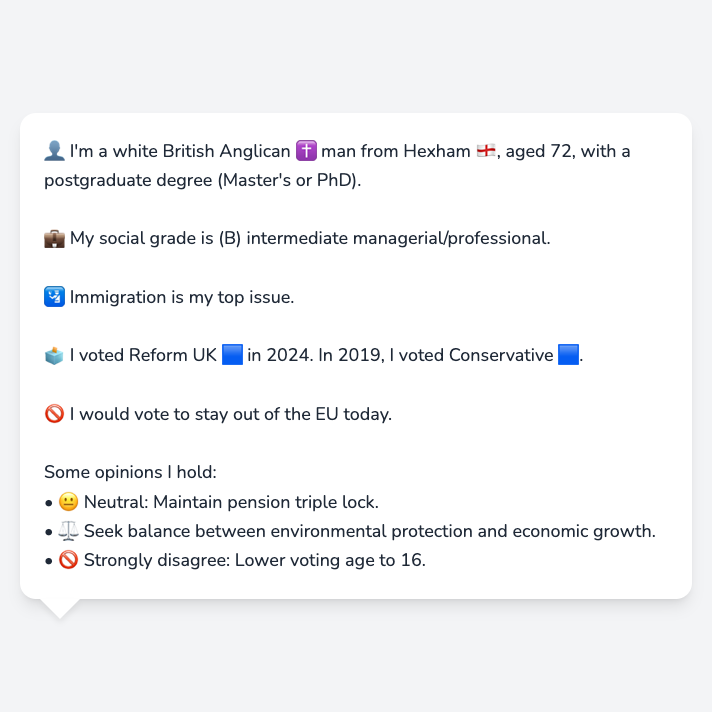 👤 I'm a white British Anglican ✝️ man from Hexham 🏴󠁧󠁢󠁥󠁮󠁧󠁿, aged 72, with a
postgraduate degree (Master's or PhD).
💼 My social grade is (B) intermediate managerial/professional.
🛂 Immigration is my top issue.
🗳️ I voted Reform UK 🟦 in 2024. In 2019, I voted Conservative 🟦.
🚫 I would vote to stay out of the EU today.
Some opinions I hold:
• 😐 Neutral: Maintain pension triple lock.
• ⚖️ Seek balance between environmental protection and economic growth.
• 🚫 Strongly disagree: Lower voting age to 16.